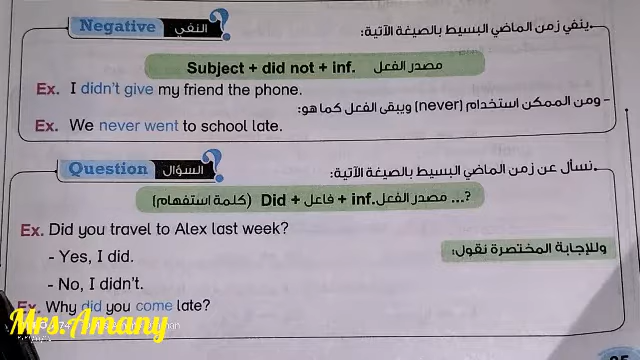 Negative النفي ?
ينفي زمن الماضي البسيط بالصيغة الآتية:
Subject + did not + inf. مصدر الفعل
Ex. I didn't give my friend the phone.
- ومن الممكن استخدام (never) ويبقى الفعل كما هو:
Ex. We never went to school late.
Question السؤال ?
نسأل عن زمن الماضي البسيط بالصيغة الآتية:
(كلمة استفهام) Did + فاعل + inf. مصدر الفعل ...?
Ex. Did you travel to Alex last week?
وللإجابة المختصرة نقول:
- Yes, I did.
- No, I didn't.
Ex. Why did you come late?
Mrs.Amany